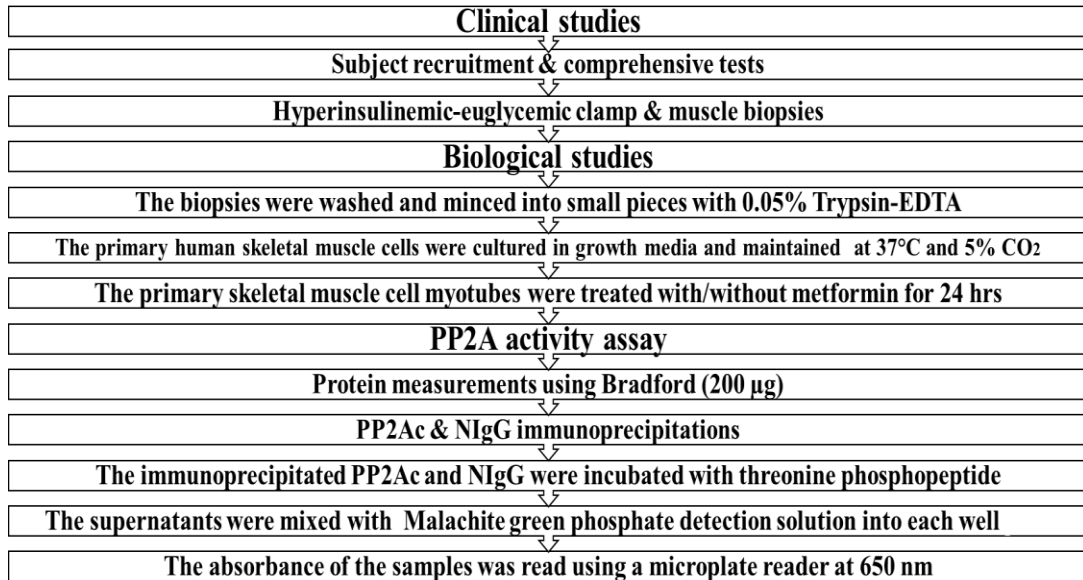 Clinical studies
Subject recruitment & comprehensive tests
Hyperinsulinemic-euglycemic clamp & muscle biopsies
Biological studies
The biopsies were washed and minced into small pieces with 0.05% Trypsin-EDTA
The primary human skeletal muscle cells were cultured in growth media and maintained at 37°C and 5% CO2
The primary skeletal muscle cell myotubes were treated with/without metformin for 24 hrs
PP2A activity assay
Protein measurements using Bradford (200 µg)
PP2Ac & NIgG immunoprecipitations
The immunoprecipitated PP2Ac and NIgG were incubated with threonine phosphopeptide
The supernatants were mixed with Malachite green phosphate detection solution into each well
The absorbance of the samples was read using a microplate reader at 650 nm